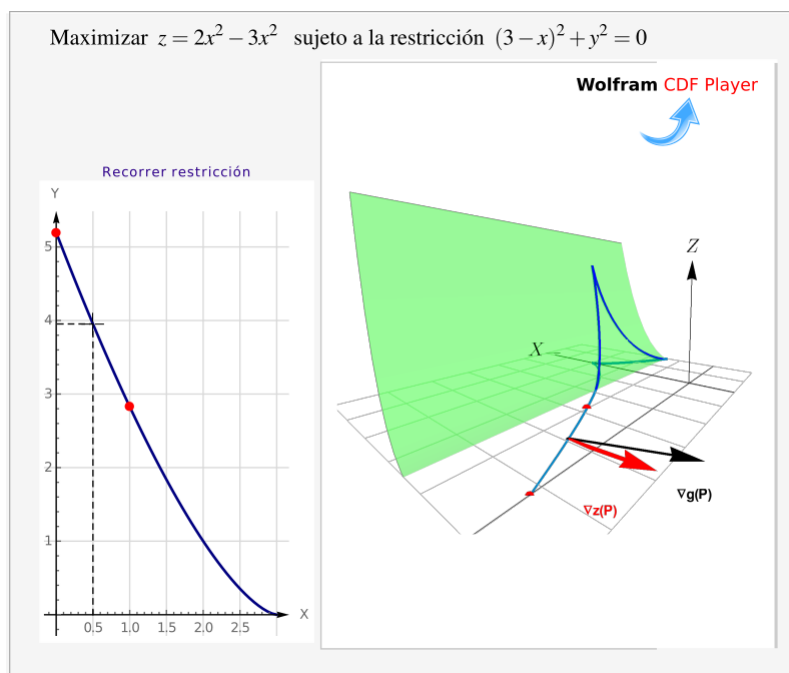 Maximizar z = 2x² − 3x² sujeto a la restricción (3 − x)² + y² = 0
Wolfram CDF Player
Recorrer restricción
Y
5
4
3
2
1
0.5 1.0 1.5 2.0 2.5
X
Z
X
∇g(P)
∇z(P)